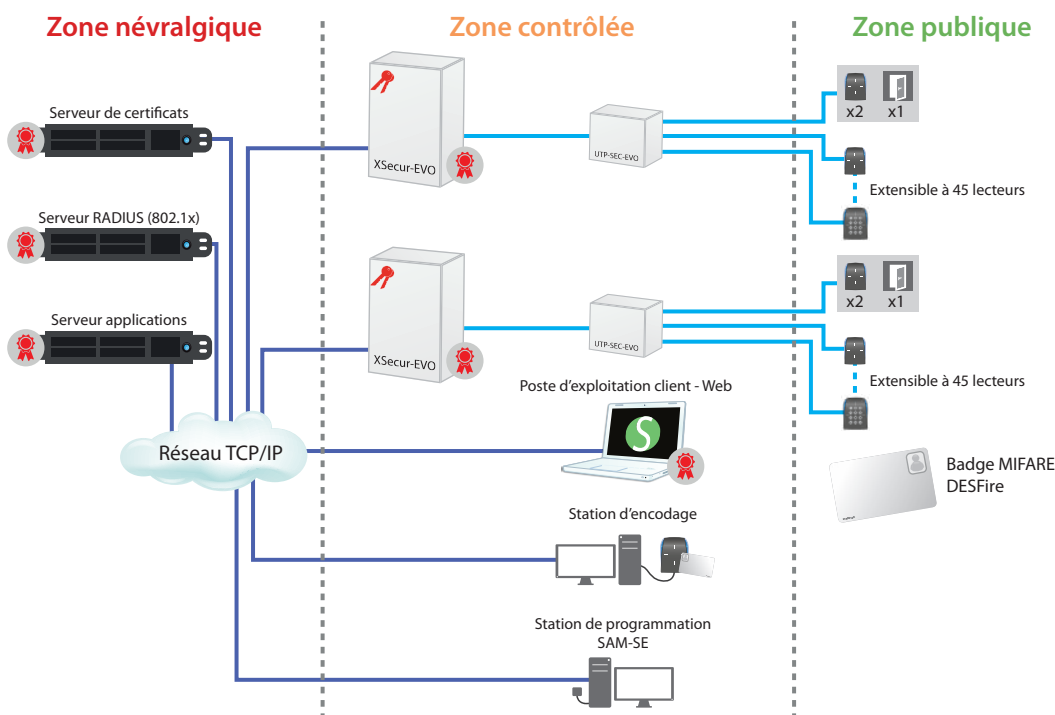 Zone névralgique
Zone contrôlée
Zone publique
Serveur de certificats
Serveur RADIUS (802.1x)
Serveur applications
Réseau TCP/IP
XSecur-EVO
UTP-SEC-EVO
x2
x1
Extensible à 45 lecteurs
XSecur-EVO
UTP-SEC-EVO
x2
x1
Extensible à 45 lecteurs
Poste d'exploitation client - Web
S
Station d'encodage
Station de programmation
SAM-SE
Badge MIFARE
DESFire